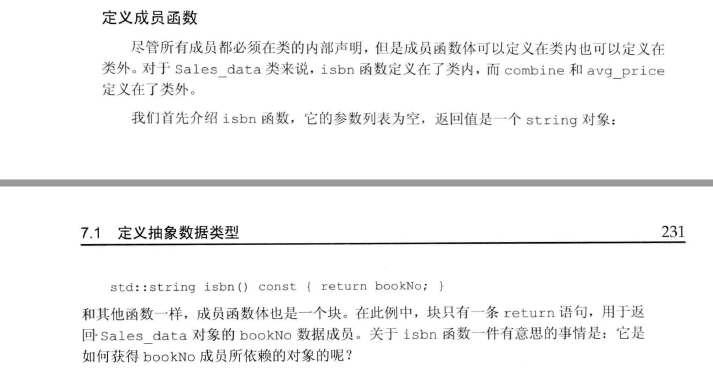 定义成员函数
尽管所有成员都必须在类的内部声明，但是成员函数体可以定义在类内也可以定义在
类外。对于 Sales_data 类来说，isbn 函数定义在了类内，而 combine 和 avg_price
定义在了类外。
我们首先介绍 isbn 函数，它的参数列表为空，返回值是一个 string 对象：
7.1 定义抽象数据类型 231
std::string isbn() const { return bookNo; }
和其他函数一样，成员函数体也是一个块。在此例中，块只有一条 return 语句，用于返
回 Sales_data 对象的 bookNo 数据成员。关于 isbn 函数一件有意思的事情是：它是
如何获得 bookNo 成员所依赖的对象的呢？